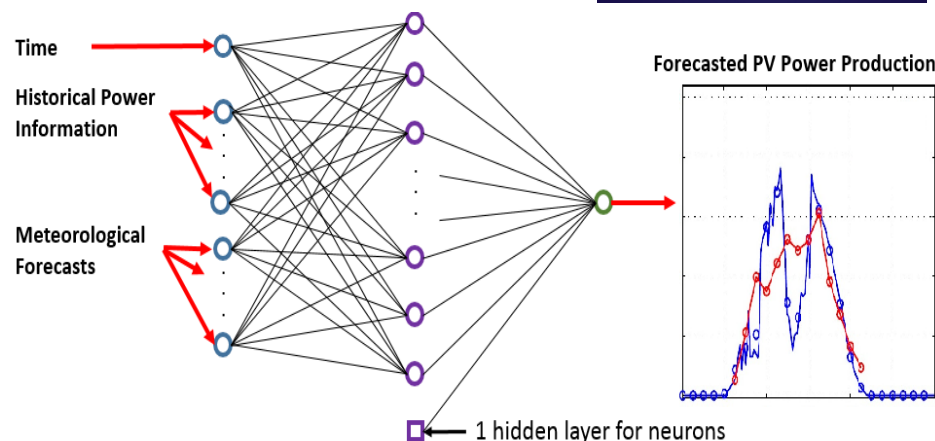 Time
Historical Power
Information
Meteorological
Forecasts
Forecasted PV Power Production
1 hidden layer for neurons